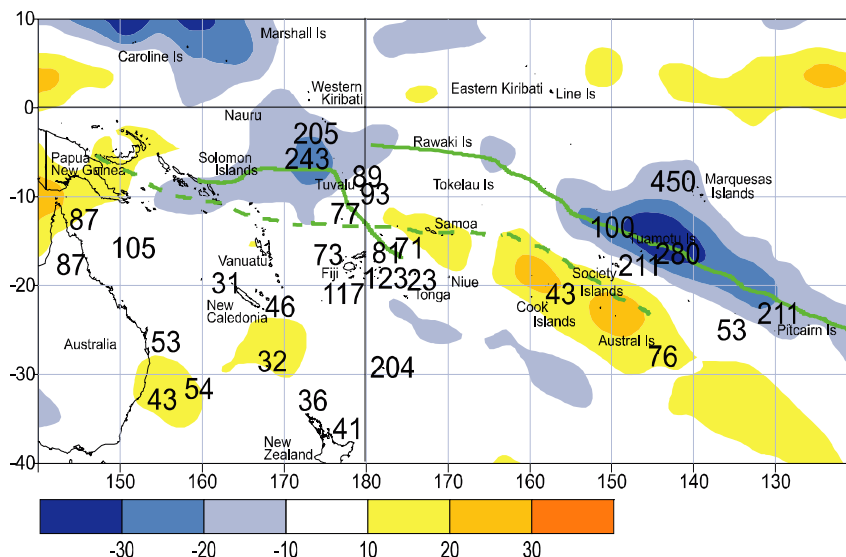 10
Marshall Is
Caroline Is
Western
Kiribati
Eastern Kiribati
Line Is
0
Nauru
205
Rawaki Is
Papua
New Guinea
Solomon
Islands
243
Tuvalu
89
93
Tokelau Is
450
Marquesas
Islands
-10
87
77
Samoa
100
Tuamotu Is
105
87
Vanuatu
73
Fiji
81
71
211
280
-20
31
New
Caledonia
46
117
123
23
Tonga
Niue
43
Cook
Islands
Society
Islands
211
Pitcairn Is
53
Australia
53
32
Austral Is
76
-30
204
43
54
36
41
New
Zealand
-40
150
160
170
180
170
160
150
140
130
-30
-20
-10
10
20
30